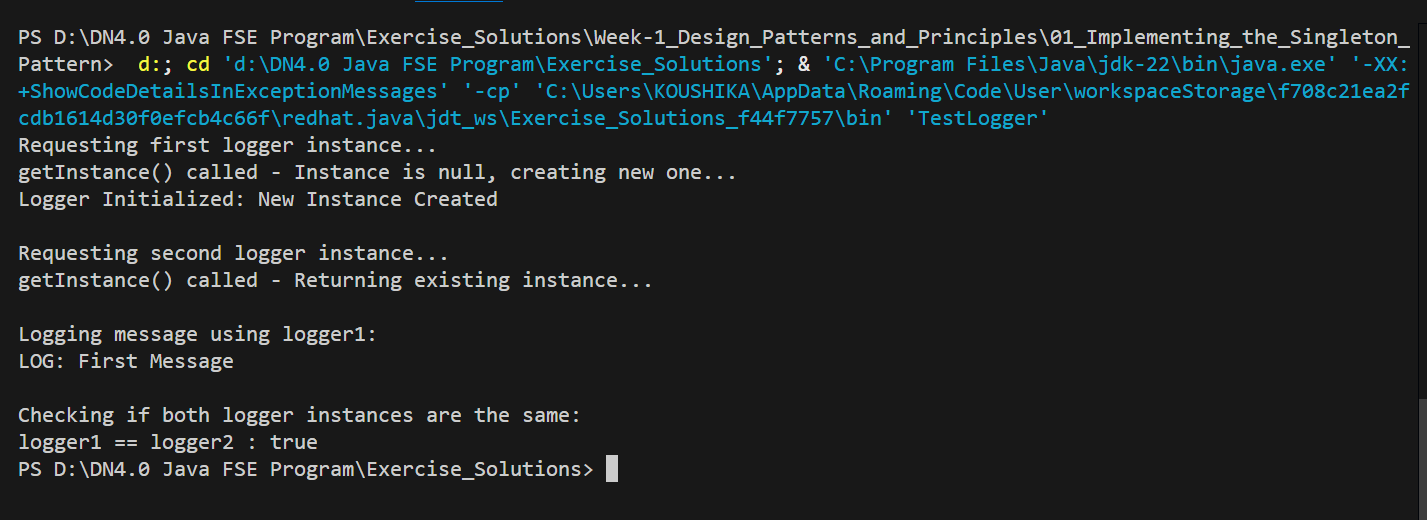 PS D:\DN4.0 Java FSE Program\Exercise_Solutions\Week-1_Design_Patterns_and_Principles\01_Implementing_the_Singleton_
Pattern>  d:; cd 'd:\DN4.0 Java FSE Program\Exercise_Solutions'; & 'C:\Program Files\Java\jdk-22\bin\java.exe' '-XX:
+ShowCodeDetailsInExceptionMessages' '-cp' 'C:\Users\KOUSHIKA\AppData\Roaming\Code\User\workspaceStorage\f708c21ea2f
cdb1614d30f0efcb4c66f\redhat.java\jdt_ws\Exercise_Solutions_f44f7757\bin' 'TestLogger'
Requesting first logger instance...
getInstance() called - Instance is null, creating new one...
Logger Initialized: New Instance Created
Requesting second logger instance...
getInstance() called - Returning existing instance...
Logging message using logger1:
LOG: First Message
Checking if both logger instances are the same:
logger1 == logger2 : true
PS D:\DN4.0 Java FSE Program\Exercise_Solutions>